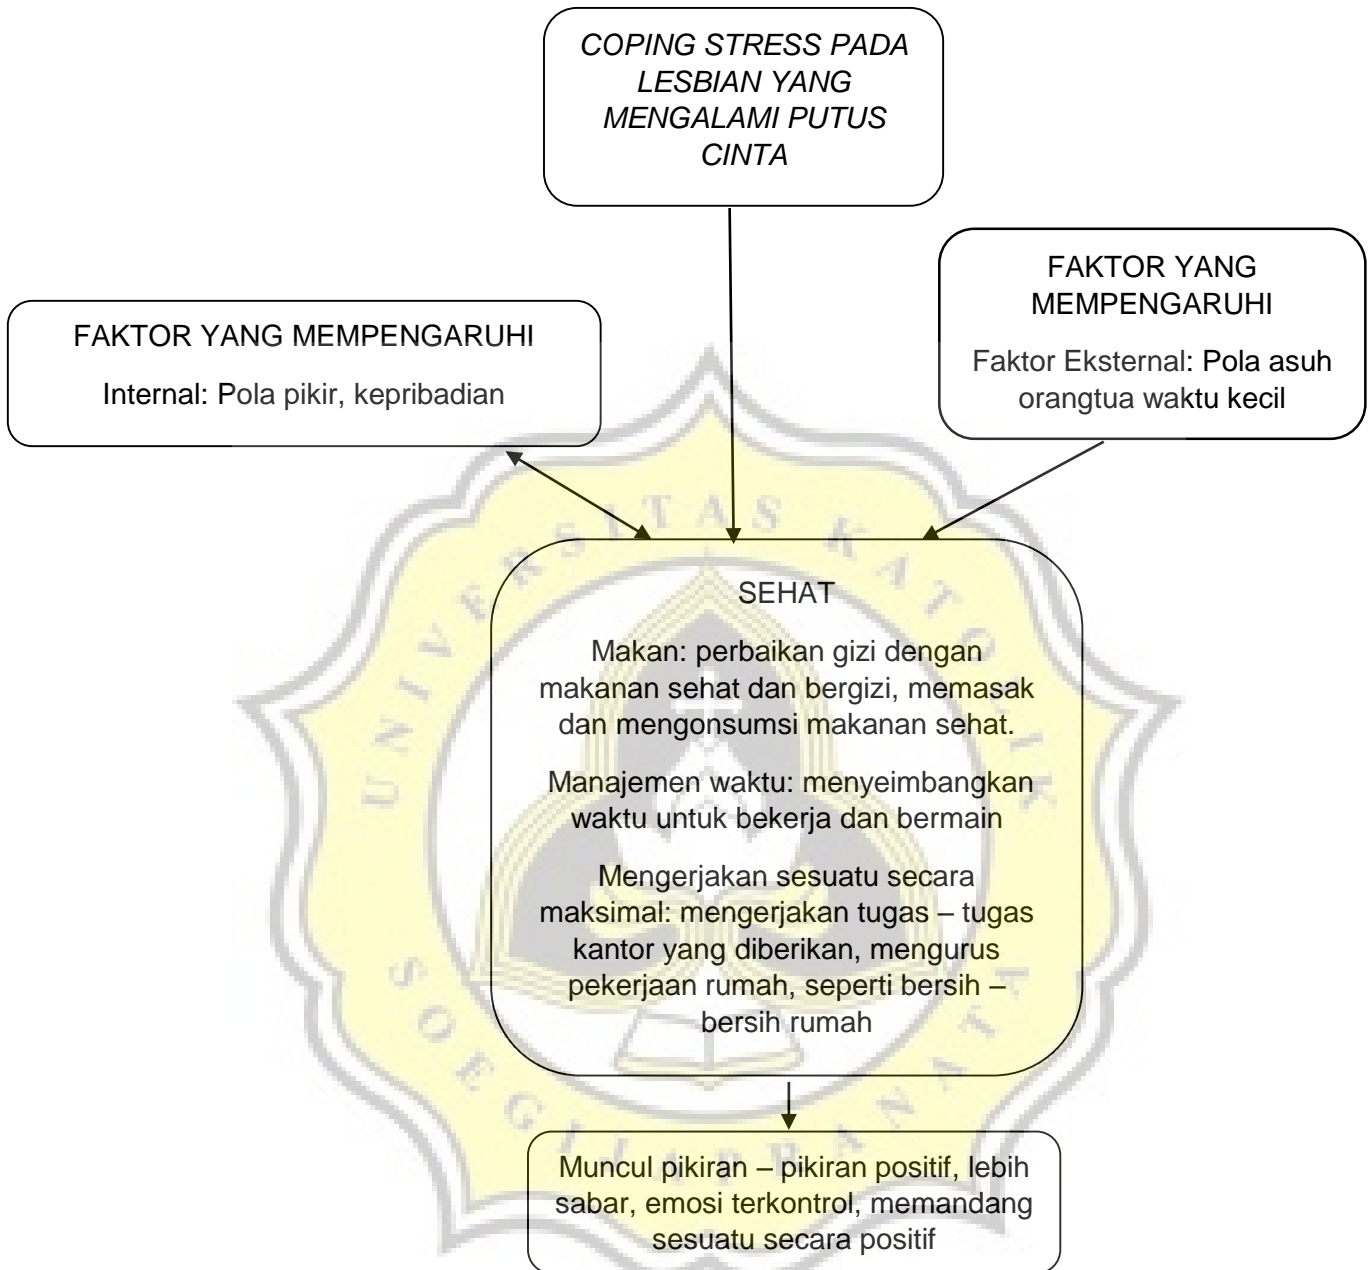 COPING STRESS PADA
LESBIAN YANG
MENGALAMI PUTUS
CINTA
FAKTOR YANG MEMPENGARUHI
Internal: Pola pikir, kepribadian
FAKTOR YANG
MEMPENGARUHI
Faktor Eksternal: Pola asuh
orangtua waktu kecil
SEHAT
Makan: perbaikan gizi dengan
makanan sehat dan bergizi, memasak
dan mengonsumsi makanan sehat.
Manajemen waktu: menyeimbangkan
waktu untuk bekerja dan bermain
Mengerjakan sesuatu secara
maksimal: mengerjakan tugas – tugas
kantor yang diberikan, mengurus
pekerjaan rumah, seperti bersih –
bersih rumah
Muncul pikiran – pikiran positif, lebih
sabar, emosi terkontrol, memandang
sesuatu secara positif
UNIVERSITAS KATOLIK
SOEGIJAPRANATA